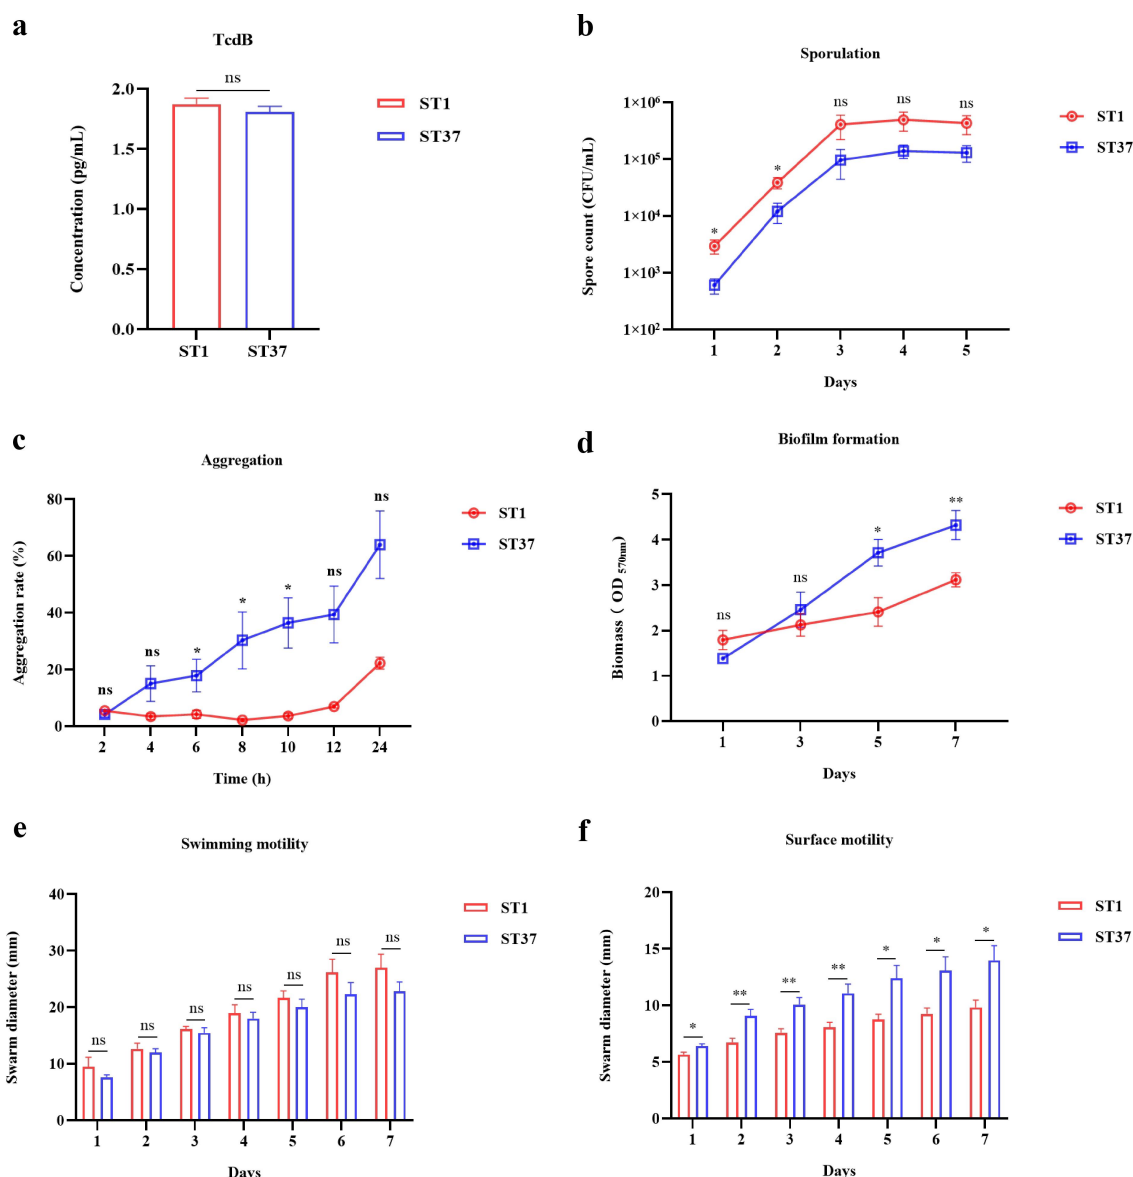 a
TcdB
ns
2.0
1.5
1.0
0.5
0.0
Concentration (pg/mL)
ST1
ST37
ST1
ST37
b
Sporulation
1×10⁶
1×10⁵
1×10⁴
1×10³
1×10²
Spore count (CFU/mL)
* * ns ns ns
1 2 3 4 5
Days
ST1
ST37
c
Aggregation
80
60
40
20
0
Aggregation rate (%)
ns ns * * * ns ns
2 4 6 8 10 12 24
Time (h)
ST1
ST37
d
Biofilm formation
5
4
3
2
1
0
Biomass ( OD 570nm)
ns ns * **
1 3 5 7
Days
ST1
ST37
e
Swimming motility
40
30
20
10
0
Swarm diameter (mm)
ns ns ns ns ns ns ns
1 2 3 4 5 6 7
Days
ST1
ST37
f
Surface motility
20
15
10
5
0
Swarm diameter (mm)
* ** ** ** * * *
1 2 3 4 5 6 7
Days
ST1
ST37